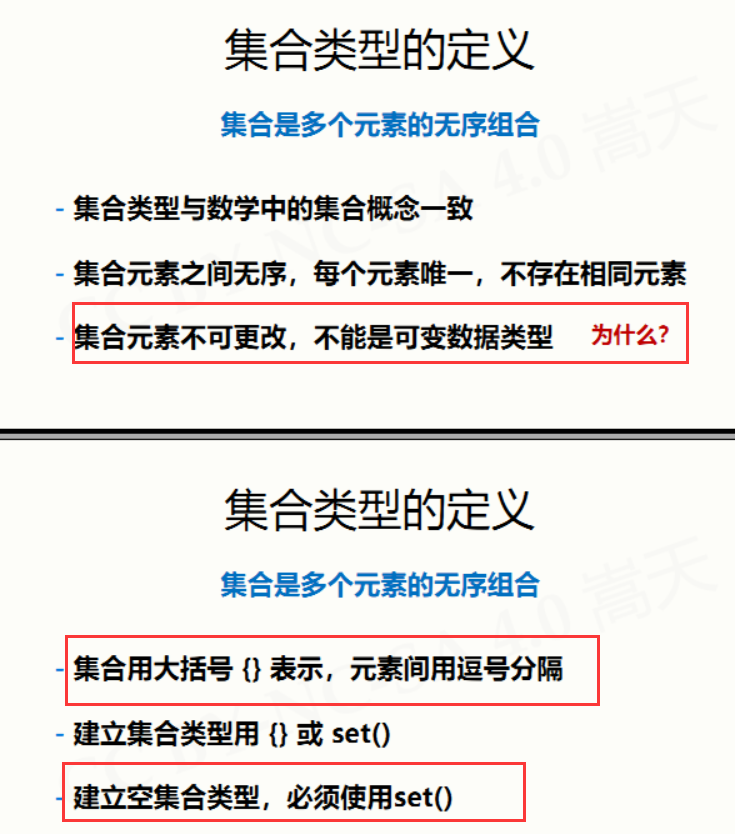 集合类型的定义
集合是多个元素的无序组合
- 集合类型与数学中的集合概念一致
- 集合元素之间无序，每个元素唯一，不存在相同元素
- 集合元素不可更改，不能是可变数据类型 为什么?
集合类型的定义
集合是多个元素的无序组合
- 集合用大括号 {} 表示，元素间用逗号分隔
- 建立集合类型用 {} 或 set()
- 建立空集合类型，必须使用set()
CC BY-NC-SA 4.0 嵩天
CC BY-NC-SA 4.0 嵩天